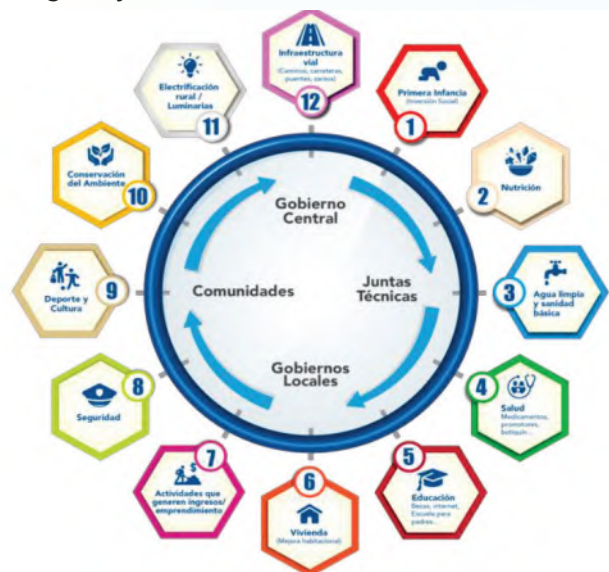 Infraestructura
vial
(Caminos, carreteras,
puentes, zarzos)
12
Primera Infancia
(Inversión Social)
1
Nutrición
2
Agua limpia
y sanidad
básica
3
Salud
Medicamentos,
promotores,
botiquín...
4
Educación
Becas, internet,
Escuela para
padres...
5
Vivienda
(Mejora habitacional)
6
Actividades que
generen ingresos/
emprendimiento
7
Seguridad
8
Deporte y
Cultura
9
Conservación
del Ambiente
10
Electrificación
rural /
Luminarias
11
Gobierno
Central
Juntas
Técnicas
Gobiernos
Locales
Comunidades